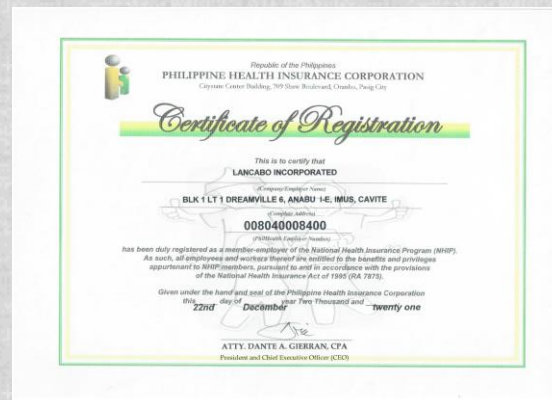 Republic of the Philippines
PHILIPPINE HEALTH INSURANCE CORPORATION
Citystate Center Building, 709 Shaw Boulevard, Oranbo, Pasig City
Certificate of Registration
This is to certify that
LANCABO INCORPORATED
(Company/Employer Name)
BLK 1 LT 1 DREAMVILLE 6, ANABU I-E, IMUS, CAVITE
(Complete Address)
008040008400
(PhilHealth Employer Number)
has been duly registered as a member-employer of the National Health Insurance Program (NHIP).
As such, all employees and workers thereof are entitled to the benefits and privileges
appurtenant to NHIP members, pursuant to and in accordance with the provisions
of the National Health Insurance Act of 1995 (RA 7875).
Given under the hand and seal of the Philippine Health Insurance Corporation
this 22nd day of December year Two Thousand and twenty one
ATTY. DANTE A. GIERRAN, CPA
President and Chief Executive Officer (CEO)